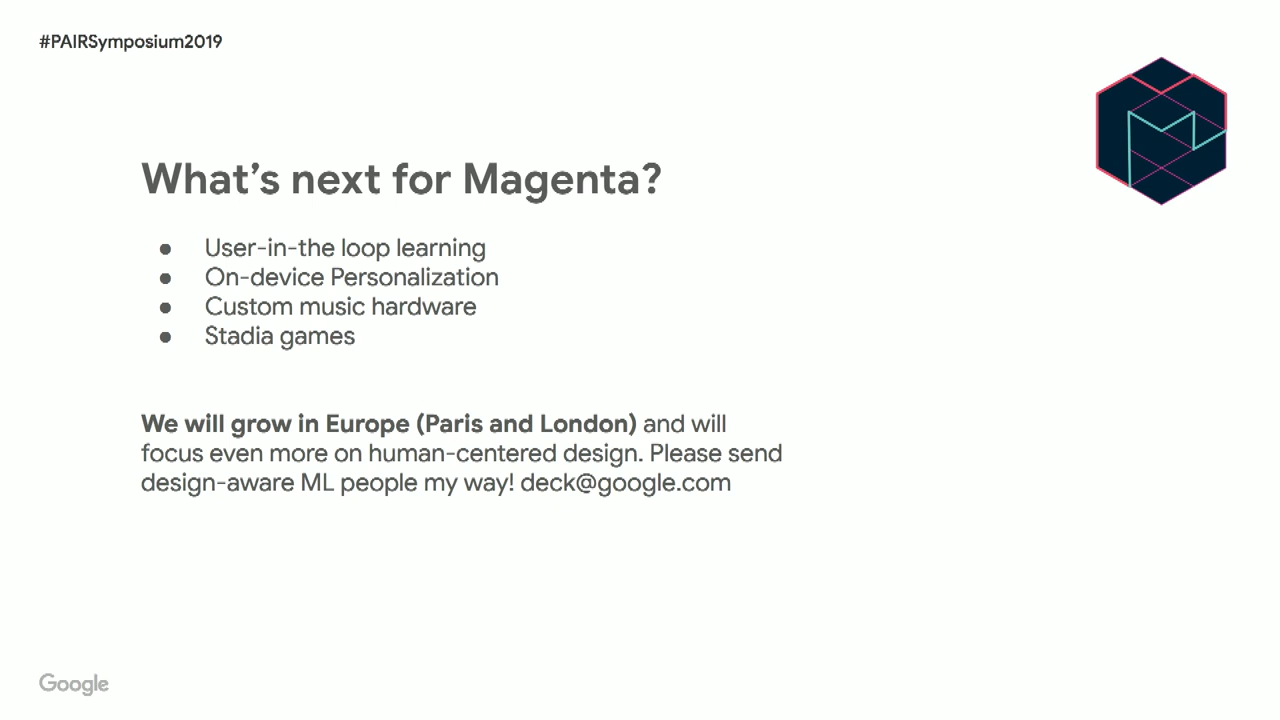 #PAIRSymposium2019
What’s next for Magenta?
● User-in-the loop learning
● On-device Personalization
● Custom music hardware
● Stadia games
We will grow in Europe (Paris and London) and will
focus even more on human-centered design. Please send
design-aware ML people my way! deck@google.com
Google